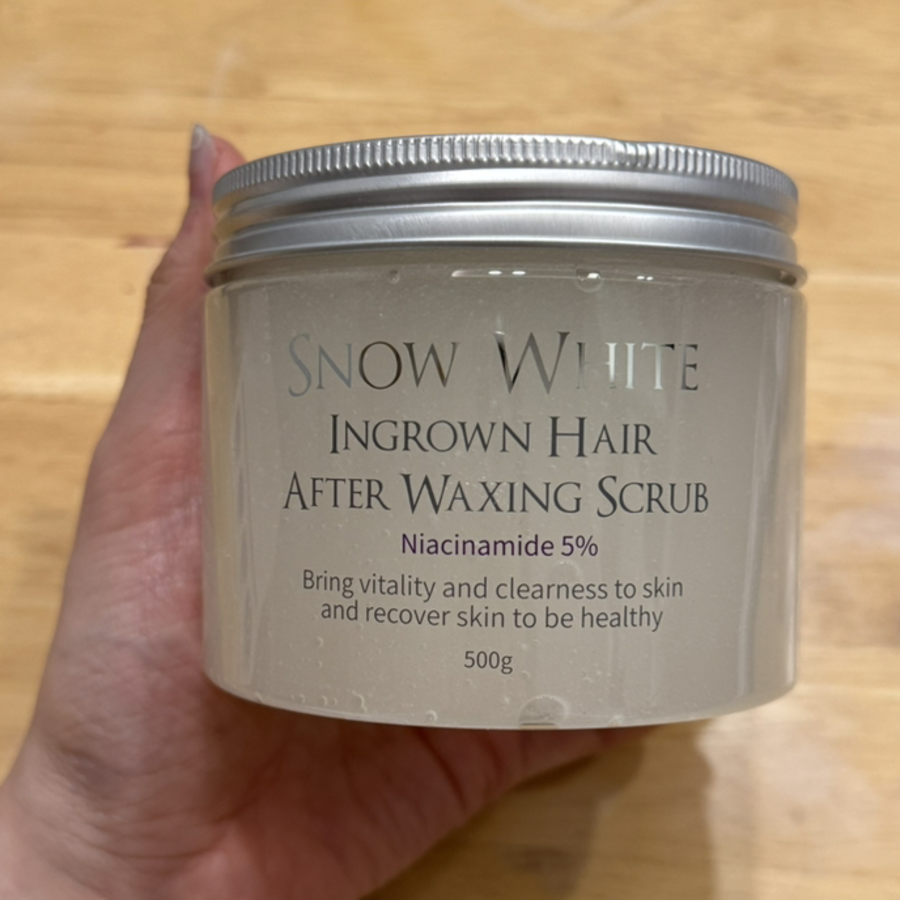 SNOW WHITE
INGROWN HAIR
AFTER WAXING SCRUB
Niacinamide 5%
Bring vitality and clearness to skin
and recover skin to be healthy
500g